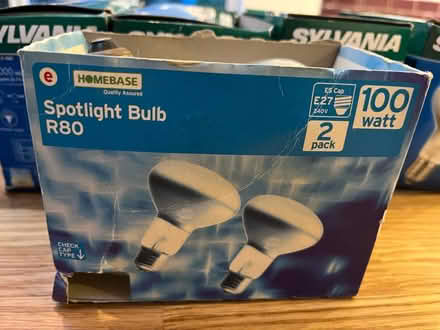 SYLVANIA
SYLVANIA
SYLVANIA
e
HOMEBASE
Quality Assured
Spotlight Bulb
R80
ES Cap
E27
240V
100
watt
2
pack
CHECK
CAP
TYPE